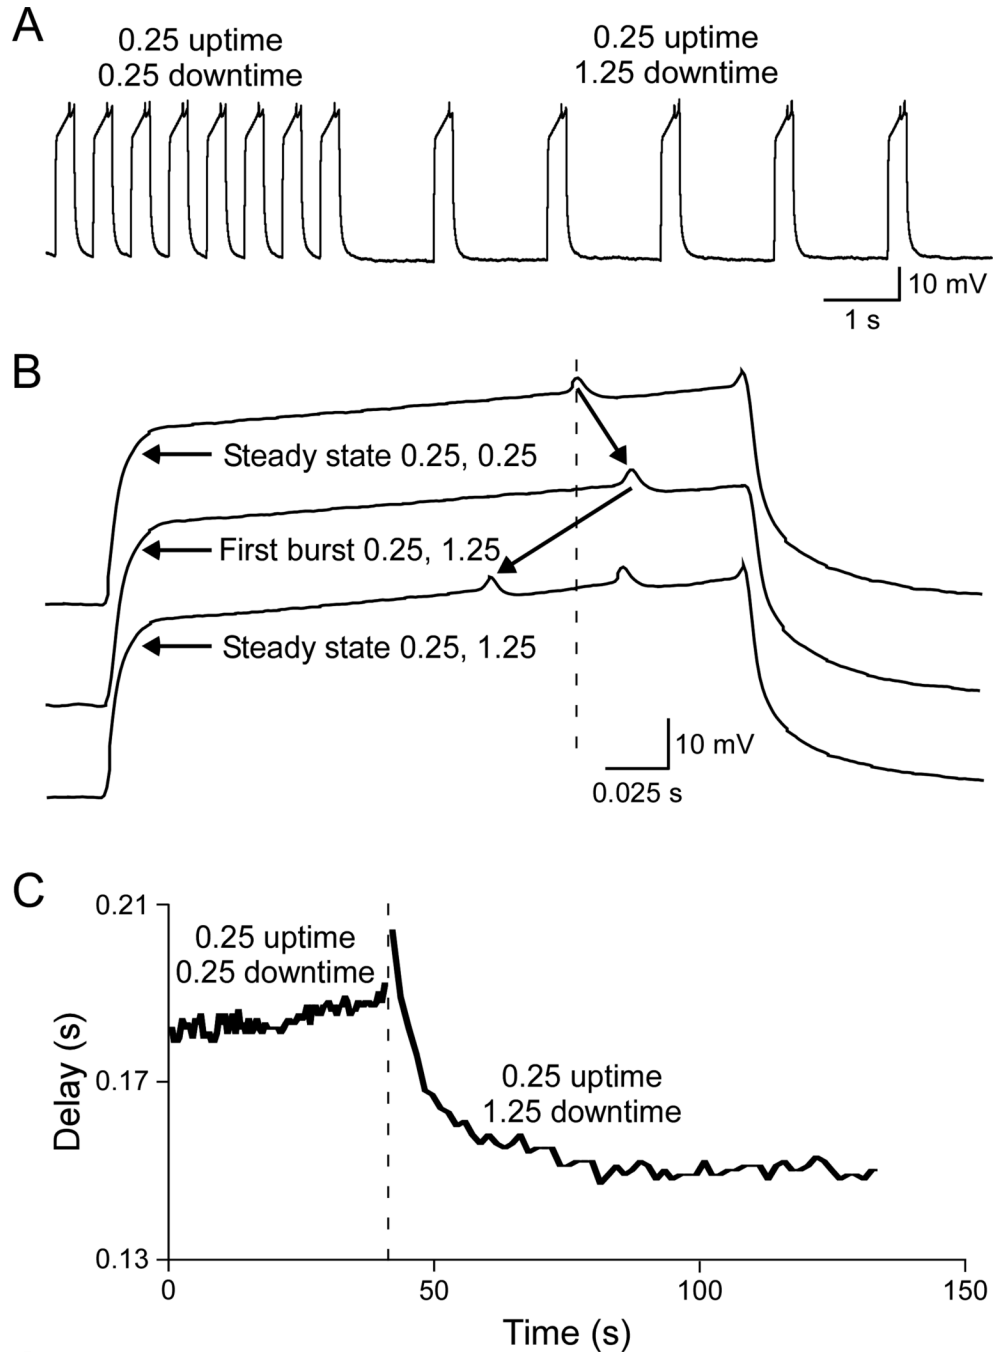 A
0.25 uptime
0.25 downtime
0.25 uptime
1.25 downtime
10 mV
1 s
B
Steady state 0.25, 0.25
First burst 0.25, 1.25
Steady state 0.25, 1.25
10 mV
0.025 s
C
0.21
0.25 uptime
0.25 downtime
0.17
0.25 uptime
1.25 downtime
0.13
Delay (s)
0
50
100
150
Time (s)